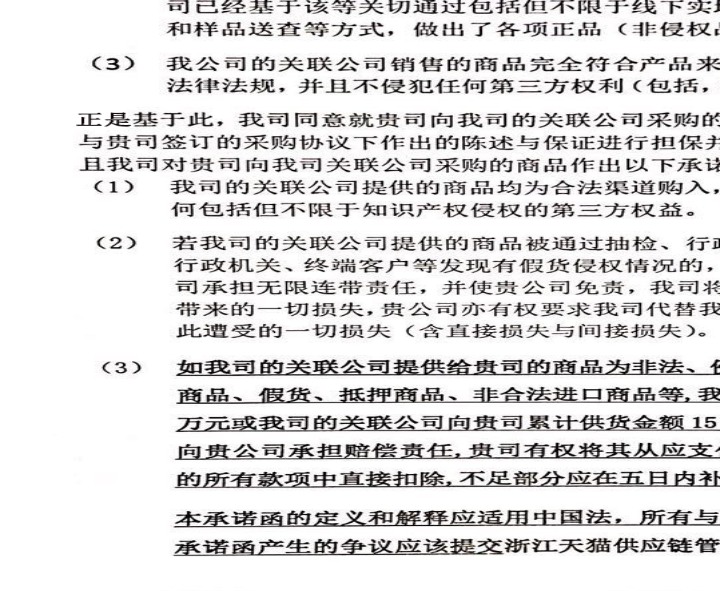 司已经基于该等关切通过包括但不限于线下实
和样品送查等方式，做出了各项正品（非侵权
（3） 我公司的关联公司销售的商品完全符合产品来
法律法规，并且不侵犯任何第三方权利（包括，
正是基于此，我司同意就贵司向我司的关联公司采购的
与贵司签订的采购协议下作出的陈述与保证进行担保并
且我司对贵司向我司关联公司采购的商品作出以下承诺
（1） 我司的关联公司提供的商品均为合法渠道购入，
何包括但不限于知识产权侵权的第三方权益。
（2） 若我司的关联公司提供的商品被通过抽检、行政
行政机关、终端客户等发现有假货侵权情况的，
司承担无限连带责任，并使贵公司免责，我司将
带来的一切损失，贵公司亦有权要求我司代替我
此遭受的一切损失（含直接损失与间接损失）。
（3） 如我司的关联公司提供给贵司的商品为非法、
商品、假货、抵押商品、非合法进口商品等，我
万元或我司的关联公司向贵司累计供货金额 15
向贵公司承担赔偿责任，贵司有权将其从应支
的所有款项中直接扣除，不足部分应在五日内补
本承诺函的定义和解释应适用中国法，所有与
承诺函产生的争议应该提交浙江天猫供应链管